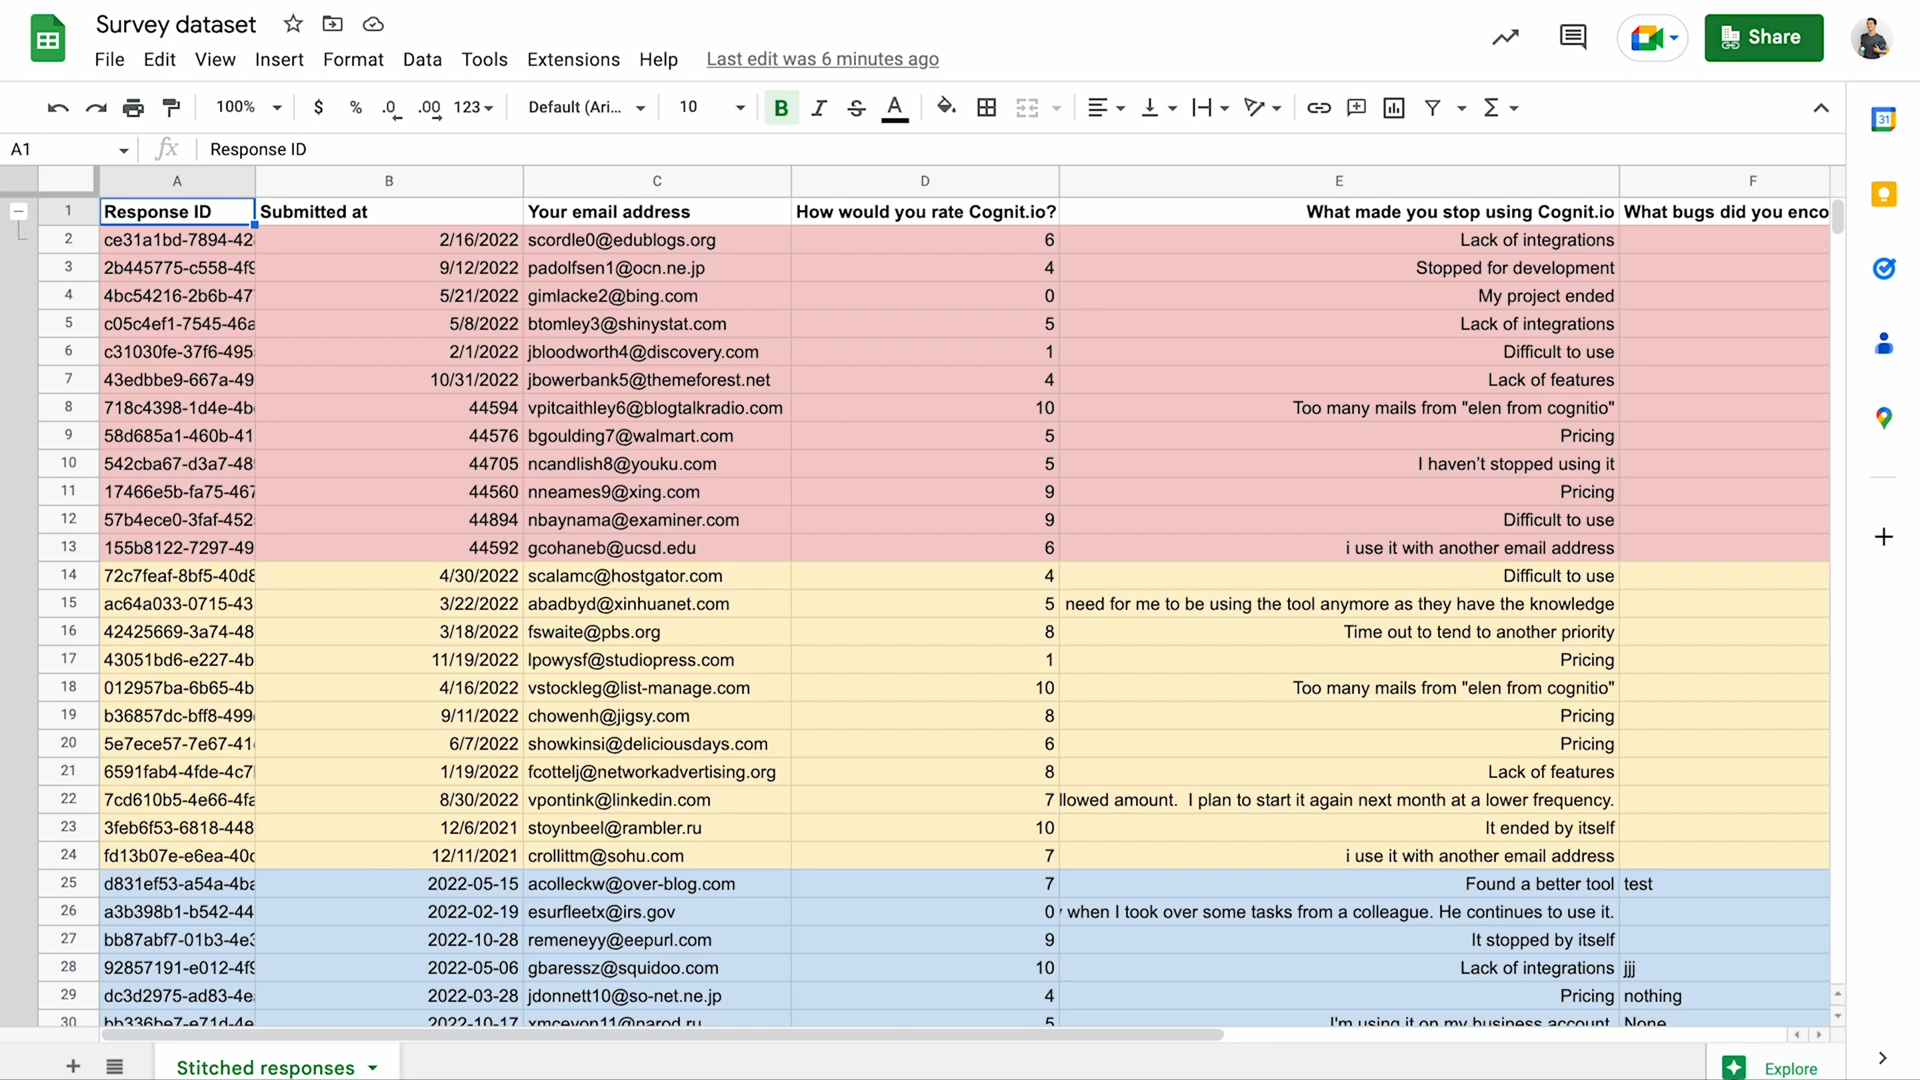 Survey dataset
File Edit View Insert Format Data Tools Extensions Help Last edit was 6 minutes ago
Share
100% $ % .0 .00 123 Default (Ari... 10 B I S A
31
A1 fx Response ID
A B C D E F
1 Response ID Submitted at Your email address How would you rate Cognit.io? What made you stop using Cognit.io What bugs did you enco
2 ce31a1bd-7894-42 2/16/2022 scordle0@edublogs.org 6 Lack of integrations
3 2b445775-c558-4f9 9/12/2022 padolfsen1@ocn.ne.jp 4 Stopped for development
4 4bc54216-2b6b-47 5/21/2022 gimlacke2@bing.com 0 My project ended
5 c05c4ef1-7545-46a 5/8/2022 btomley3@shinystat.com 5 Lack of integrations
6 c31030fe-37f6-495 2/1/2022 jbloodworth4@discovery.com 1 Difficult to use
7 43edbbe9-667a-49 10/31/2022 jbowerbank5@themeforest.net 4 Lack of features
8 718c4398-1d4e-4b 44594 vpitcaithley6@blogtalkradio.com 10 Too many mails from "elen from cognitio"
9 58d685a1-460b-41 44576 bgoulding7@walmart.com 5 Pricing
10 542cba67-d3a7-48 44705 ncandlish8@youku.com 5 I haven't stopped using it
11 17466e5b-fa75-467 44560 nneames9@xing.com 9 Pricing
12 57b4ece0-3faf-452 44894 nbaynama@examiner.com 9 Difficult to use
13 155b8122-7297-49 44592 gcohaneb@ucsd.edu 6 i use it with another email address
14 72c7feaf-8bf5-40d8 4/30/2022 scalamc@hostgator.com 4 Difficult to use
15 ac64a033-0715-43 3/22/2022 abadbyd@xinhuanet.com 5 need for me to be using the tool anymore as they have the knowledge
16 42425669-3a74-48 3/18/2022 fswaite@pbs.org 8 Time out to tend to another priority
17 43051bd6-e227-4b 11/19/2022 lpowysf@studiopress.com 1 Pricing
18 012957ba-6b65-4b 4/16/2022 vstockleg@list-manage.com 10 Too many mails from "elen from cognitio"
19 b36857dc-bff8-499 9/11/2022 chowenh@jigsy.com 8 Pricing
20 5e7ece57-7e67-41 6/7/2022 showkinsi@deliciousdays.com 6 Pricing
21 6591fab4-4fde-4c7 1/19/2022 fcottelj@networkadvertising.org 8 Lack of features
22 7cd610b5-4e66-4fa 8/30/2022 vpontink@linkedin.com 7 llowed amount. I plan to start it again next month at a lower frequency.
23 3feb6f53-6818-448 12/6/2021 stoynbeel@rambler.ru 10 It ended by itself
24 fd13b07e-e6ea-40c 12/11/2021 crollittm@sohu.com 7 i use it with another email address
25 d831ef53-a54a-4ba 2022-05-15 acolleckw@over-blog.com 7 Found a better tool test
26 a3b398b1-b542-44 2022-02-19 esurfleetx@irs.gov 0 when I took over some tasks from a colleague. He continues to use it.
27 bb87abf7-01b3-4e3 2022-10-28 remeneyy@eepurl.com 9 It stopped by itself
28 92857191-e012-4f9 2022-05-06 gbaressz@squidoo.com 10 Lack of integrations jjj
29 dc3d2975-ad83-4e 2022-03-28 jdonnett10@so-net.ne.jp 4 Pricing nothing
30 bb336be7-e71d-4e 2022-10-17 xmcevon11@narod.ru 5 I'm using it on my business account. None
Stitched responses
Explore